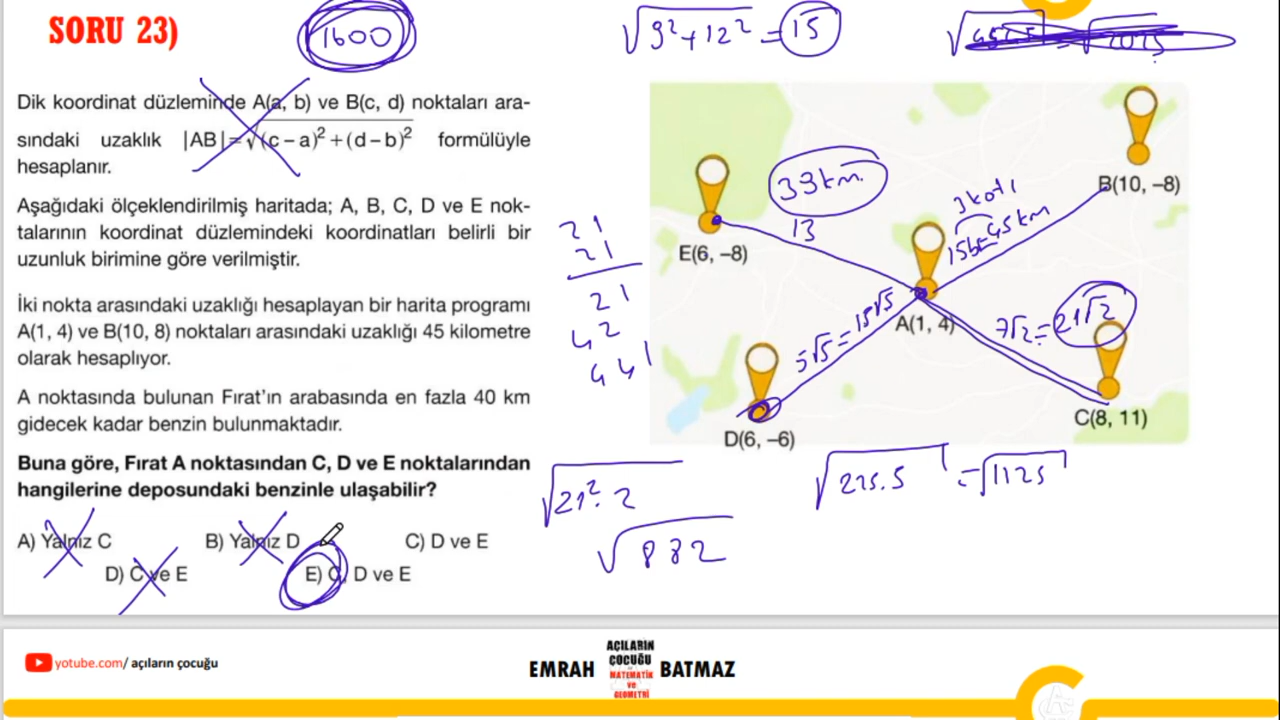 SORU 23)
1600
√9²+12² = 15
Dik koordinat düzleminde A(a, b) ve B(c, d) noktaları ara-
sındaki uzaklık |AB|=√(c – a)² + (d – b)² formülüyle
hesaplanır.
Aşağıdaki ölçeklendirilmiş haritada; A, B, C, D ve E nok-
talarının koordinat düzlemindeki koordinatları belirli bir
uzunluk birimine göre verilmiştir.
İki nokta arasındaki uzaklığı hesaplayan bir harita programı
A(1, 4) ve B(10, 8) noktaları arasındaki uzaklığı 45 kilometre
olarak hesaplıyor.
A noktasında bulunan Fırat'ın arabasında en fazla 40 km
gidecek kadar benzin bulunmaktadır.
Buna göre, Fırat A noktasından C, D ve E noktalarından
hangilerine deposundaki benzinle ulaşabilir?
A) Yalnız C
B) Yalnız D
C) D ve E
D) C ve E
E) C, D ve E
21
21
21
42
441
39km
13
3 katı
15br=45km
B(10, –8)
E(6, –8)
A(1, 4)
5√5=15√5
7√2=21√2
D(6, –6)
C(8, 11)
√21².2
√882
√225.5 =√1125
yotube.com/ açıların çocuğu
EMRAH
AÇILARIN
ÇOCUĞU
MATEMATİK
ve
GEOMETRİ
BATMAZ